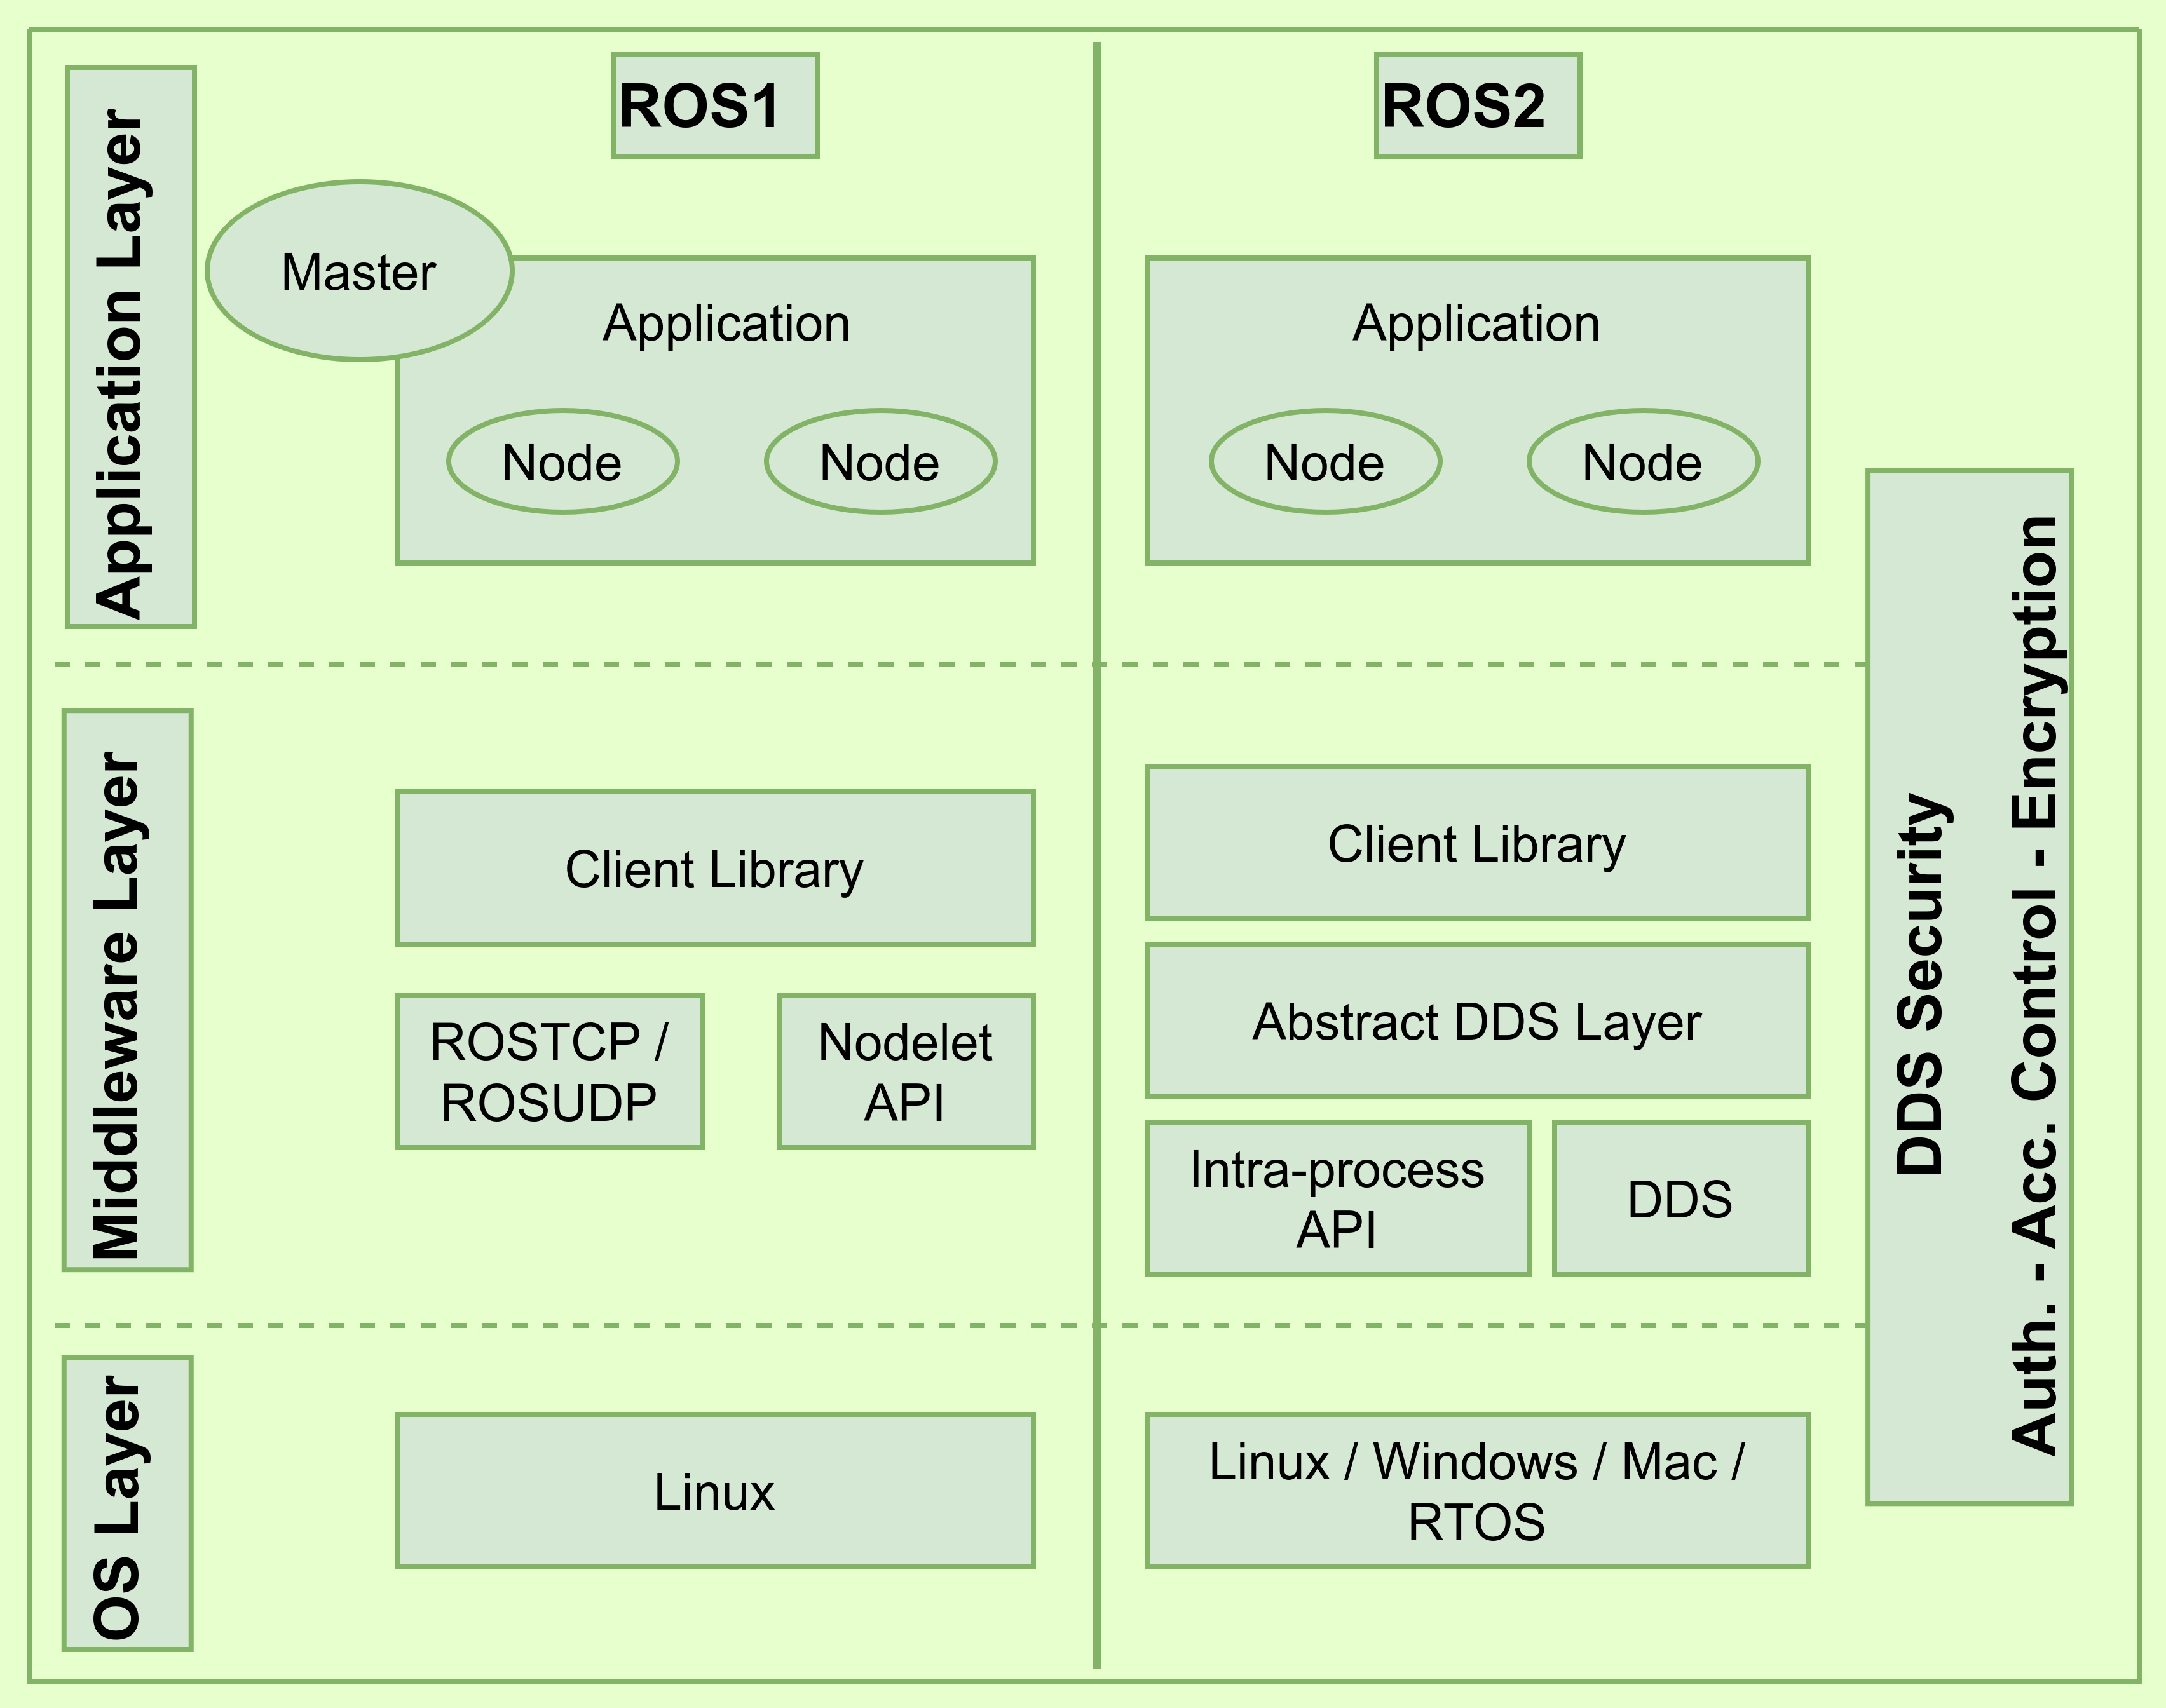 ROS1
ROS2
Application Layer
Master
Application
Node
Node
Application
Node
Node
Middleware Layer
Client Library
ROSTCP /
ROSUDP
Nodelet
API
Client Library
Abstract DDS Layer
Intra-process
API
DDS
DDS Security
Auth. - Acc. Control - Encryption
OS Layer
Linux
Linux / Windows / Mac /
RTOS